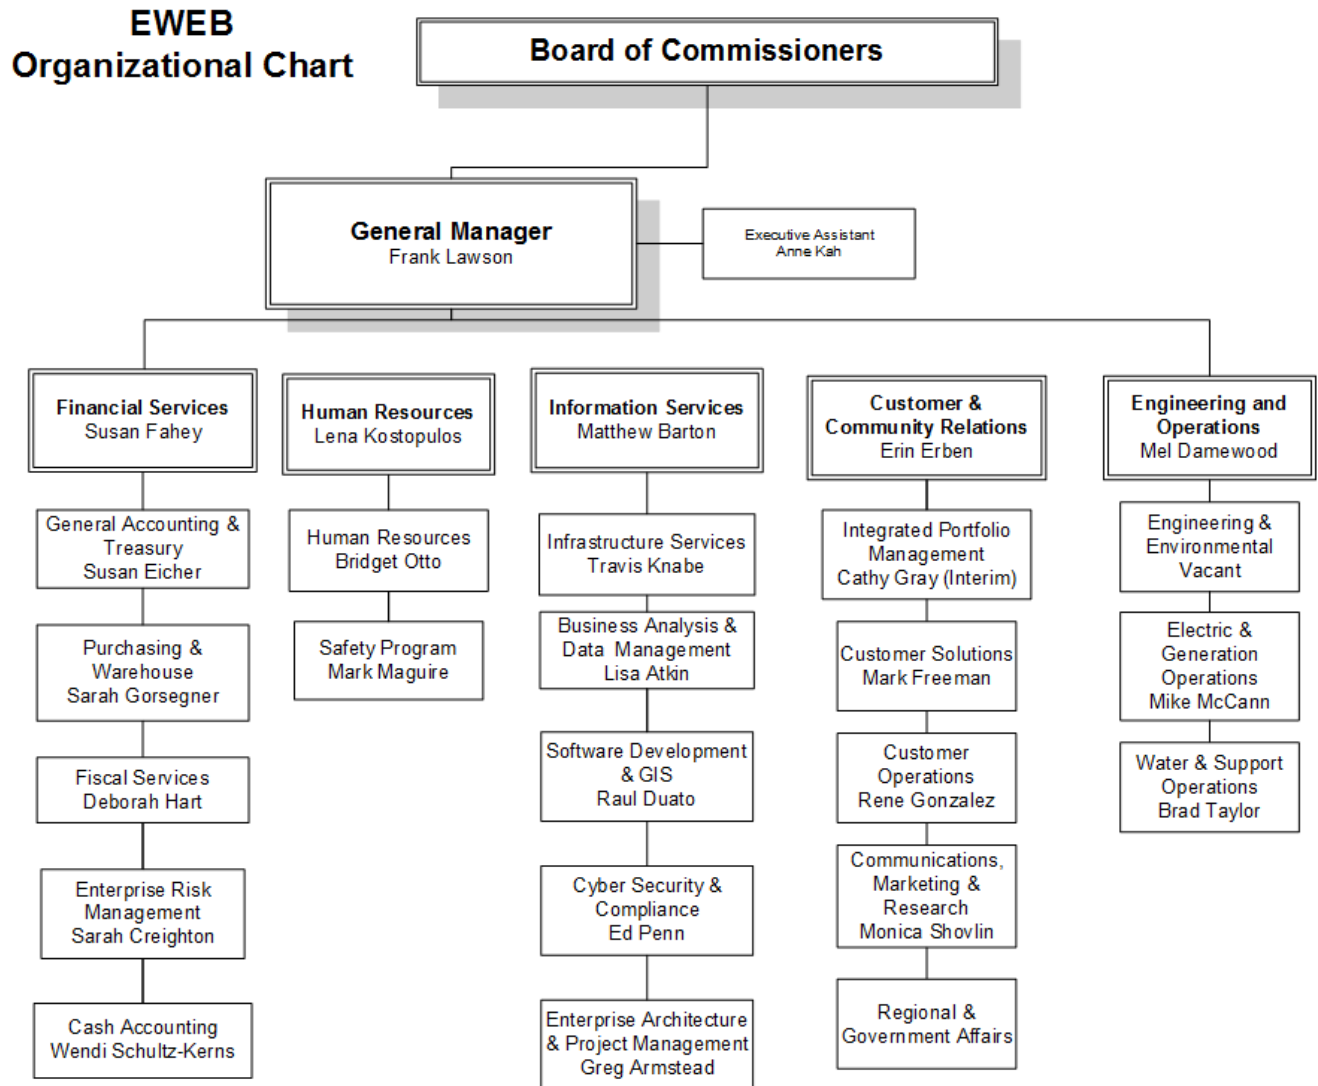 EWEB
Organizational Chart
Board of Commissioners
General Manager
Frank Lawson
Executive Assistant
Anne Kah
Financial Services
Susan Fahey
Human Resources
Lena Kostopulos
Information Services
Matthew Barton
Customer &
Community Relations
Erin Erben
Engineering and
Operations
Mel Damewood
General Accounting &
Treasury
Susan Eicher
Purchasing &
Warehouse
Sarah Gorsegner
Fiscal Services
Deborah Hart
Enterprise Risk
Management
Sarah Creighton
Cash Accounting
Wendi Schultz-Kerns
Human Resources
Bridget Otto
Safety Program
Mark Maguire
Infrastructure Services
Travis Knabe
Business Analysis &
Data Management
Lisa Atkin
Software Development
& GIS
Raul Duato
Cyber Security &
Compliance
Ed Penn
Enterprise Architecture
& Project Management
Greg Armstead
Integrated Portfolio
Management
Cathy Gray (Interim)
Customer Solutions
Mark Freeman
Customer
Operations
Rene Gonzalez
Communications,
Marketing &
Research
Monica Shovlin
Regional &
Government Affairs
Engineering &
Environmental
Vacant
Electric &
Generation
Operations
Mike McCann
Water & Support
Operations
Brad Taylor